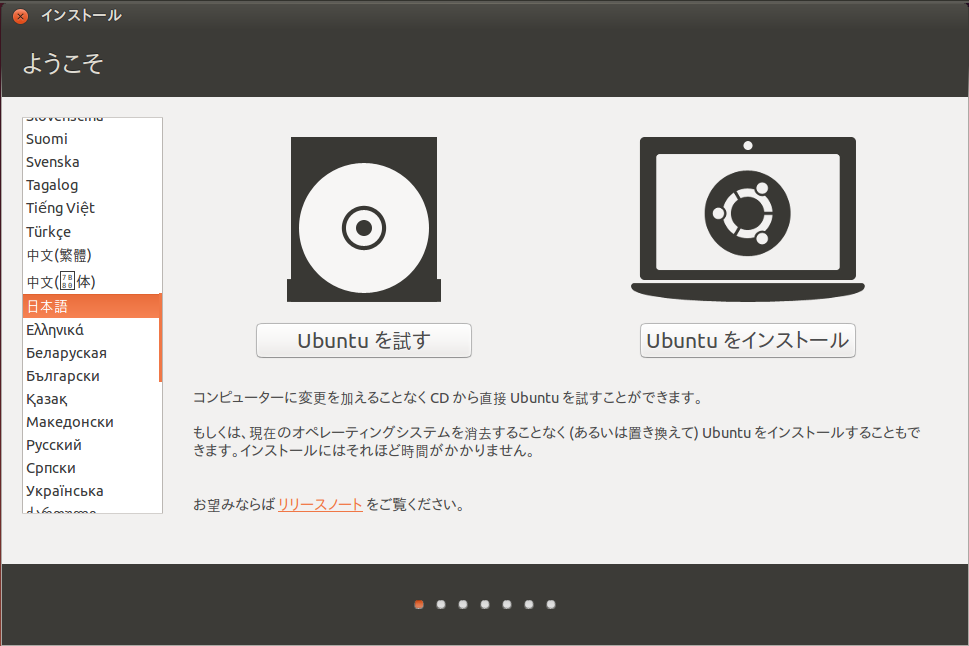 インストール
ようこそ
Slovenščina
Suomi
Svenska
Tagalog
Tiếng Việt
Türkçe
中文(繁體)
中文(体)
日本語
Ελληνικά
Беларуская
Български
Қазақ
Македонски
Русский
Српски
Українська
Ubuntu を試す
Ubuntu をインストール
コンピューターに変更を加えることなく CD から直接 Ubuntu を試すことができます。
もしくは、現在のオペレーティングシステムを消去することなく (あるいは置き換えて) Ubuntu をインストールすることもで
きます。インストールにはそれほど時間がかかりません。
お望みならば リリースノート をご覧ください。